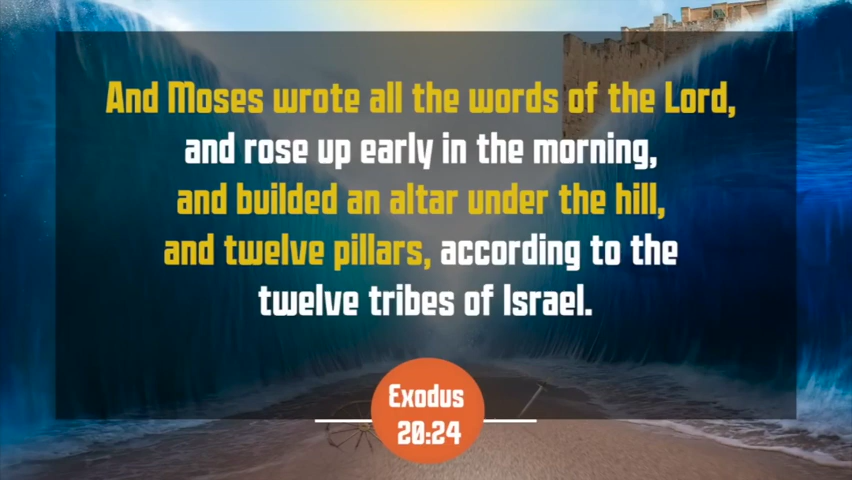 And Moses wrote all the words of the Lord,
and rose up early in the morning,
and builded an altar under the hill,
and twelve pillars, according to the
twelve tribes of Israel.
Exodus
20:24